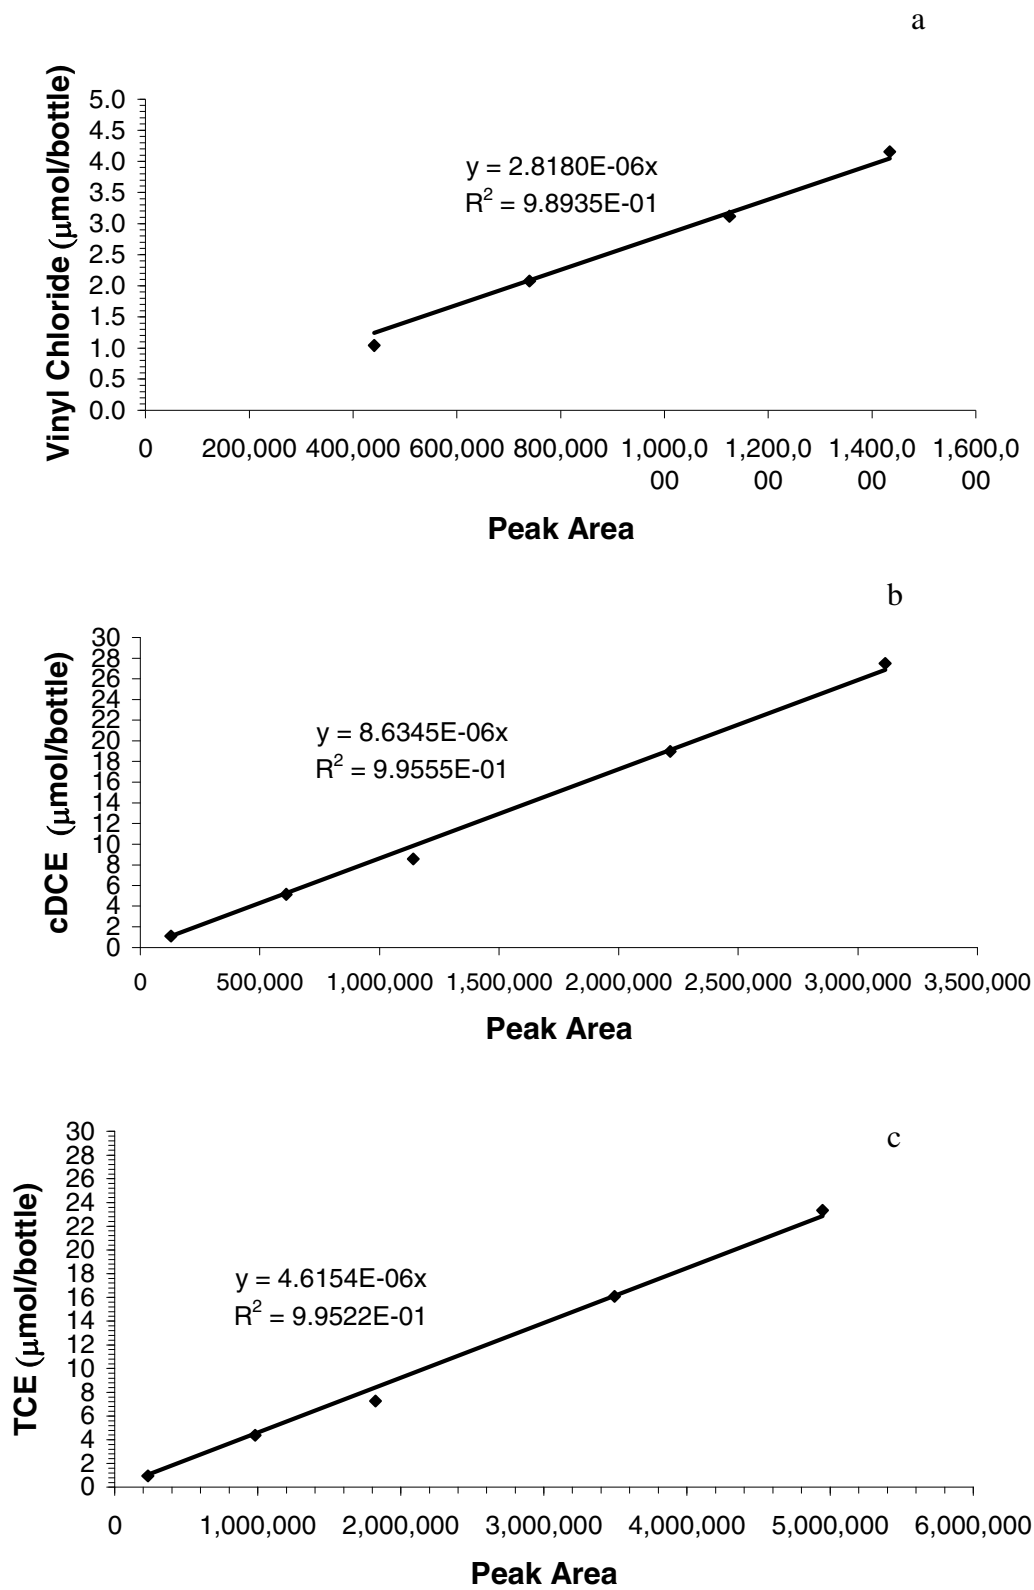 a
Vinyl Chloride (μmol/bottle)
5.0
4.5
4.0
3.5
3.0
2.5
2.0
1.5
1.0
0.5
0.0
y = 2.8180E-06x
R² = 9.8935E-01
0 200,000 400,000 600,000 800,000 1,000,0 1,200,0 1,400,0 1,600,0
00 00 00 00
Peak Area
b
cDCE (μmol/bottle)
30
28
26
24
22
20
18
16
14
12
10
8
6
4
2
0
y = 8.6345E-06x
R² = 9.9555E-01
0 500,000 1,000,000 1,500,000 2,000,000 2,500,000 3,000,000 3,500,000
Peak Area
c
TCE (μmol/bottle)
30
28
26
24
22
20
18
16
14
12
10
8
6
4
2
0
y = 4.6154E-06x
R² = 9.9522E-01
0 1,000,000 2,000,000 3,000,000 4,000,000 5,000,000 6,000,000
Peak Area